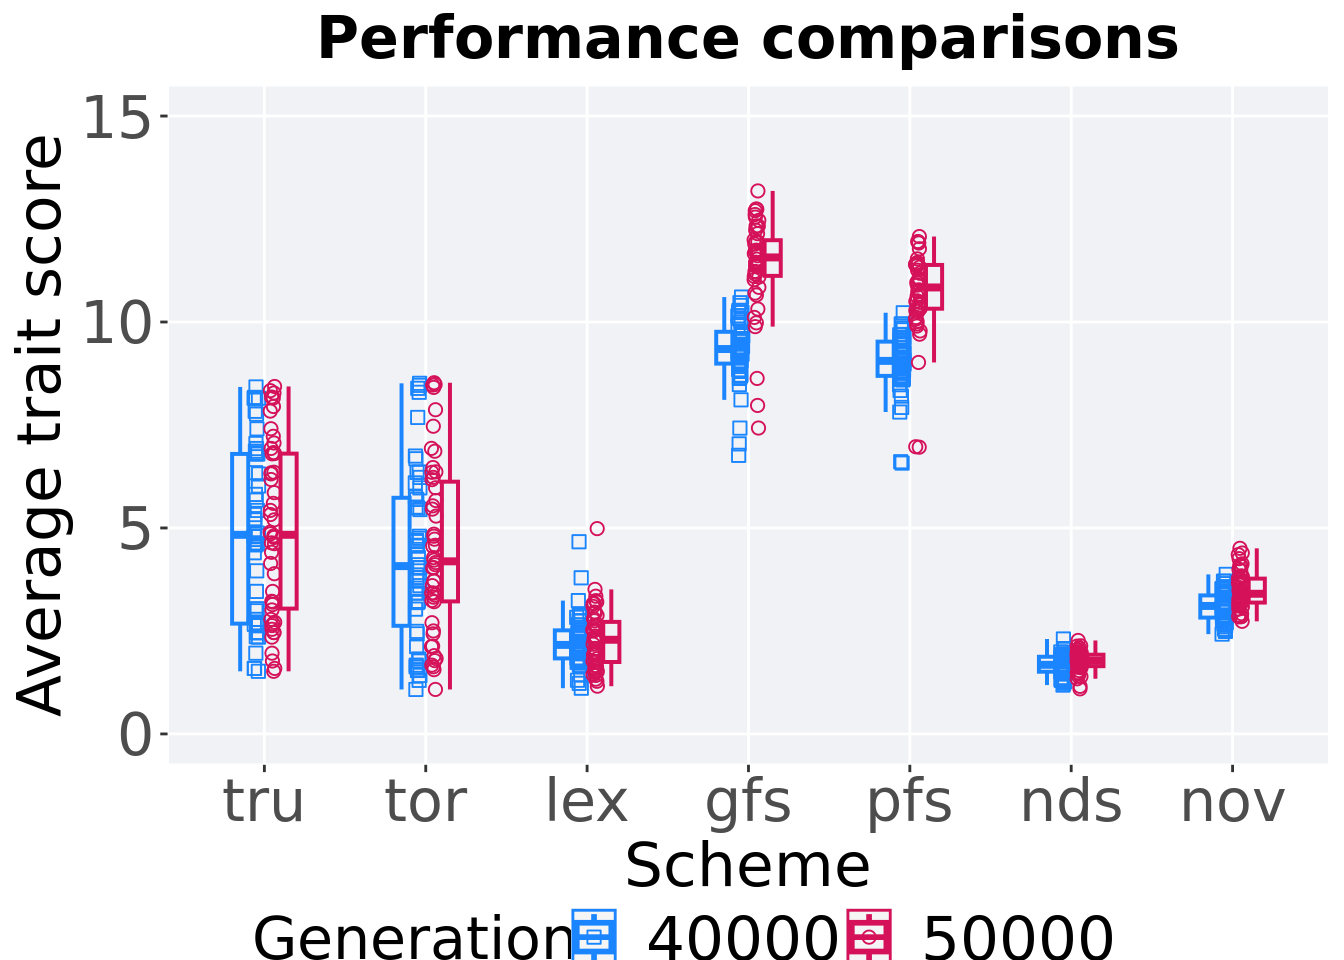 Performance comparisons
Average trait score
15
10
5
0
tru tor lex gfs pfs nds nov
Scheme
Generation 40000 50000